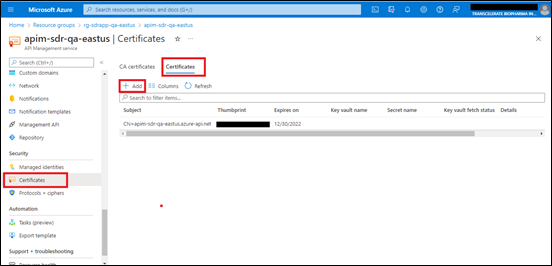 Microsoft Azure
Search resources, services, and docs (G+/)
TRANSCELERATE BIOPHARMA IN...
Home > Resource groups > rg-sdrapp-qa-eastus > apim-sdr-qa-eastus
apim-sdr-qa-eastus | Certificates
API Management service
Search (Ctrl+/)
Custom domains
Network
Notifications
Notification templates
Management API
Repository
Security
Managed identities
Certificates
Protocols + ciphers
Automation
Tasks (preview)
Export template
Support + troubleshooting
Resource health
CA certificates
Certificates
Add
Columns
Refresh
Search to filter items...
Subject Thumbprint Expires on Key vault name Secret name Key vault fetch status Details
CN=apim-sdr-qa-eastus.azure-api.net 12/30/2022